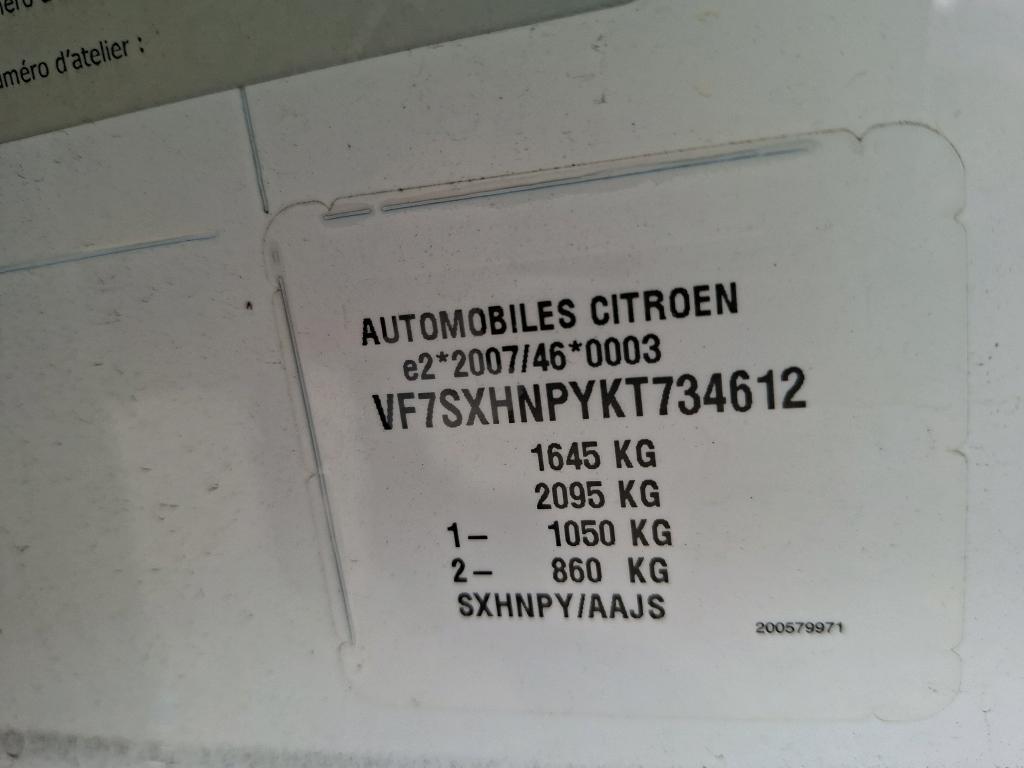 d'atelier :
AUTOMOBILES CITROEN
e2*2007/46*0003
VF7SXHNPYKT734612
1645 KG
2095 KG
1- 1050 KG
2- 860 KG
SXHNPY/AAJS
200579971